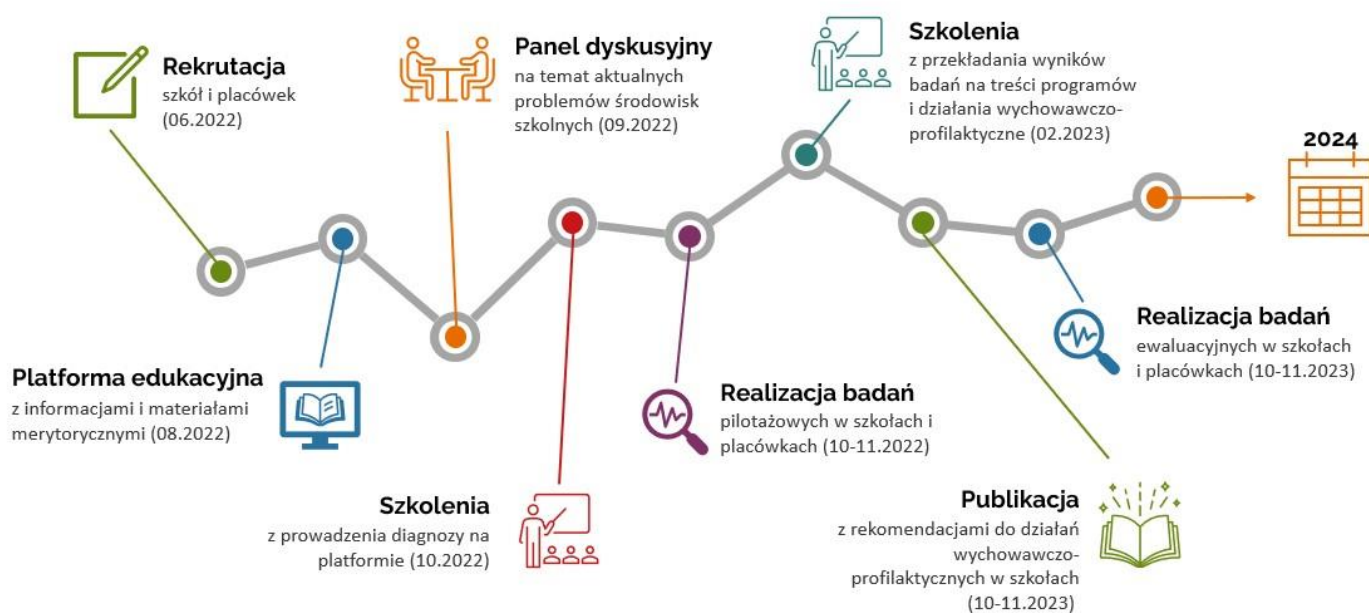 Rekrutacja
szkół i placówek
(06.2022)
Panel dyskusyjny
na temat aktualnych
problemów środowisk
szkolnych (09.2022)
Szkolenia
z przekładania wyników
badań na treści programów
i działania wychowawczo-
profilaktyczne (02.2023)
2024
Platforma edukacyjna
z informacjami i materiałami
merytorycznymi (08.2022)
Realizacja badań
pilotażowych w szkołach i
placówkach (10-11.2022)
Realizacja badań
ewaluacyjnych w szkołach
i placówkach (10-11.2023)
Szkolenia
z prowadzenia diagnozy na
platformie (10.2022)
Publikacja
z rekomendacjami do działań
wychowawczo-
profilaktycznych w szkołach
(10-11.2023)